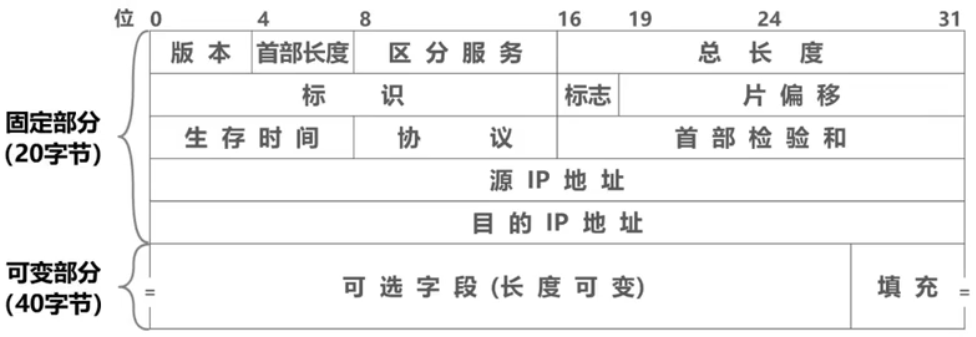 位 0 4 8 16 19 24 31
版 本 首部长度 区 分 服 务 总 长 度
标 识 标志 片 偏 移
固定部分
(20字节)
生 存 时 间 协 议 首 部 检 验 和
源 IP 地 址
目 的 IP 地 址
可变部分
(40字节)
可 选 字 段 (长 度 可 变) 填 充
= =